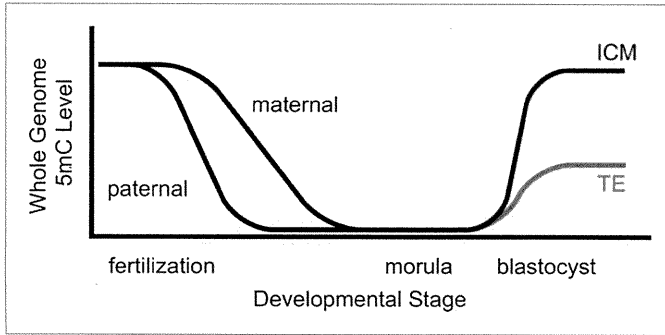 Whole Genome
5mC Level
ICM
maternal
paternal
TE
fertilization
morula
blastocyst
Developmental Stage